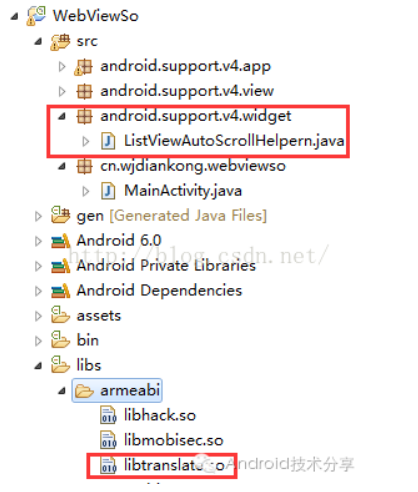 WebViewSo
src
android.support.v4.app
android.support.v4.view
android.support.v4.widget
ListViewAutoScrollHelpern.java
cn.wjdiankong.webviewso
MainActivity.java
gen [Generated Java Files]
Android 6.0
http://blog.csdn.net/
Android Private Libraries
Android Dependencies
assets
bin
libs
armeabi
libhack.so
libmobisec.so
libtranslate.so
Android技术分享